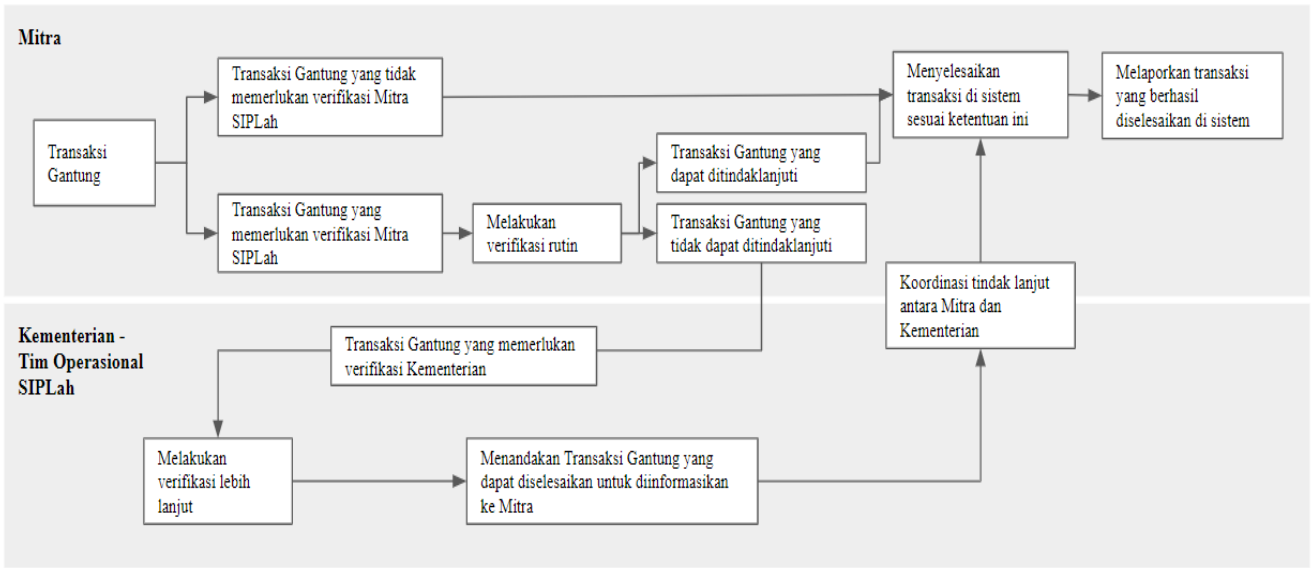 Mitra
Transaksi
Gantung
Transaksi Gantung yang tidak
memerlukan verifikasi Mitra
SIPLah
Transaksi Gantung yang
memerlukan verifikasi Mitra
SIPLah
Melakukan
verifikasi rutin
Transaksi Gantung yang
dapat ditindaklanjuti
Transaksi Gantung yang
tidak dapat ditindaklanjuti
Menyelesaikan
transaksi di sistem
sesuai ketentuan ini
Melaporkan transaksi
yang berhasil
diselesaikan di sistem
Koordinasi tindak lanjut
antara Mitra dan
Kementerian
Kementerian -
Tim Operasional
SIPLah
Transaksi Gantung yang memerlukan
verifikasi Kementerian
Melakukan
verifikasi lebih
lanjut
Menandakan Transaksi Gantung yang
dapat diselesaikan untuk diinformasikan
ke Mitra